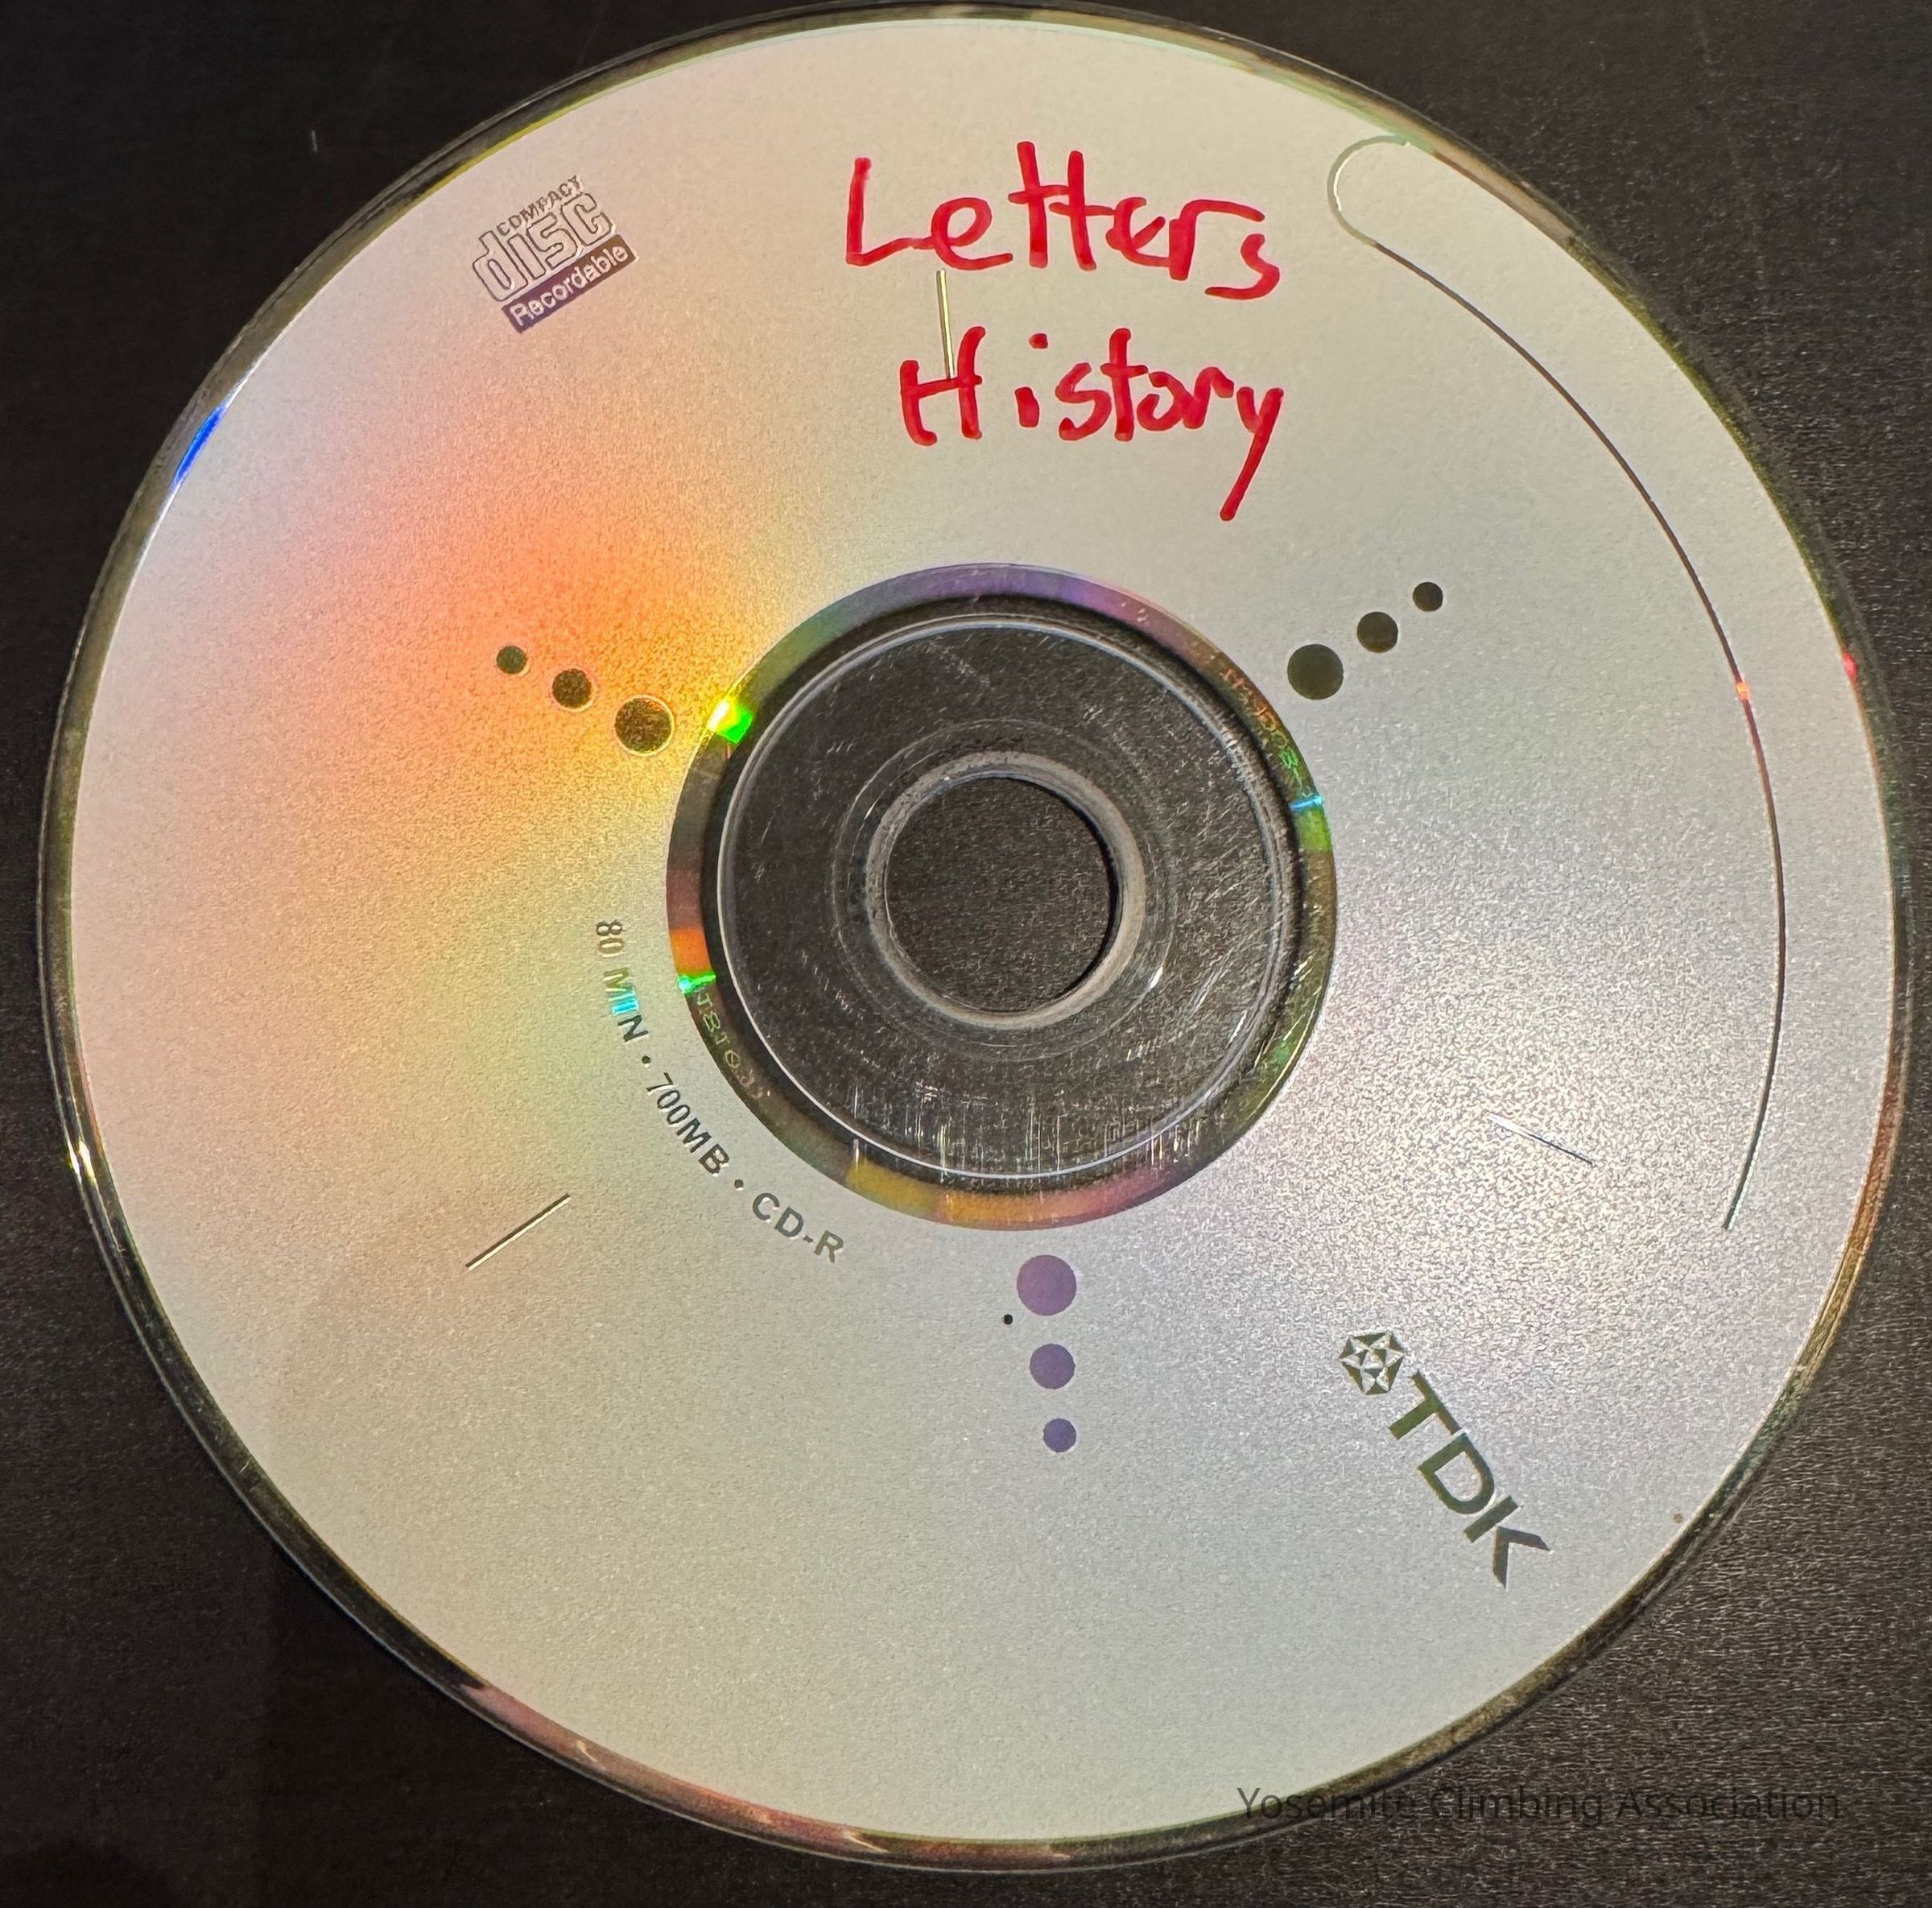 Letters
History
COMPACT
disc
Recordable
80 MIN • 700MB • CD-R
TDK
Yosemite Climbing Association